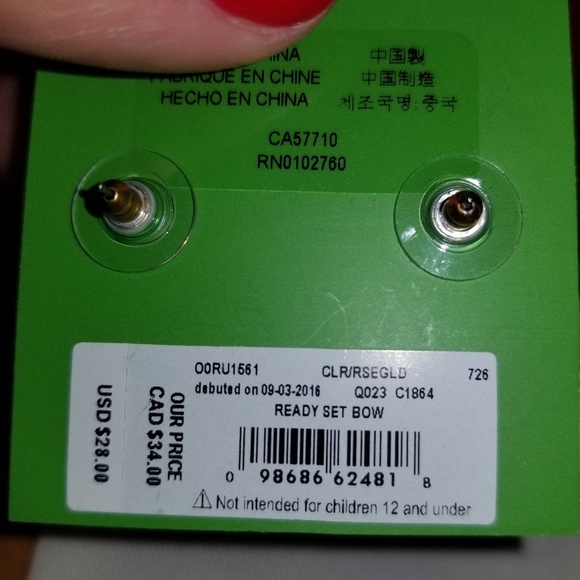 CHINA 中国製
FABRIQUE EN CHINE 中国制造
HECHO EN CHINA 제조국명:중국
CA57710
RN0102760
O0RU1561 CLR/RSEGLD 726
debuted on 09-03-2016 Q023 C1864
READY SET BOW
0 98686 62481 8
⚠ Not intended for children 12 and under
OUR PRICE
CAD $34.00
USD $28.00